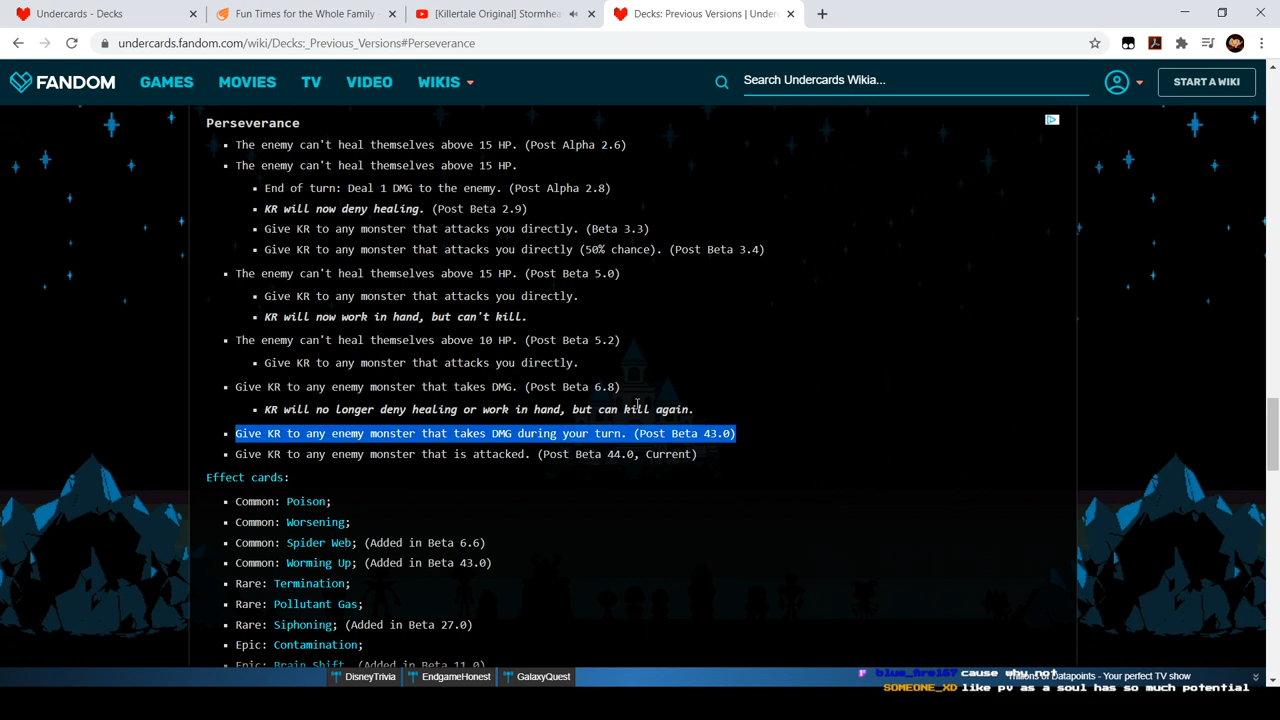 Undercards - Decks
Fun Times for the Whole Family -
[Killertale Original] Stormhea
Decks: Previous Versions | Under
undercards.fandom.com/wiki/Decks:_Previous_Versions#Perseverance
FANDOM GAMES MOVIES TV VIDEO WIKIS Search Undercards Wikia... START A WIKI
Perseverance
The enemy can't heal themselves above 15 HP. (Post Alpha 2.6)
The enemy can't heal themselves above 15 HP.
End of turn: Deal 1 DMG to the enemy. (Post Alpha 2.8)
KR will now deny healing. (Post Beta 2.9)
Give KR to any monster that attacks you directly. (Beta 3.3)
Give KR to any monster that attacks you directly (50% chance). (Post Beta 3.4)
The enemy can't heal themselves above 15 HP. (Post Beta 5.0)
Give KR to any monster that attacks you directly.
KR will now work in hand, but can't kill.
The enemy can't heal themselves above 10 HP. (Post Beta 5.2)
Give KR to any monster that attacks you directly.
Give KR to any enemy monster that takes DMG. (Post Beta 6.8)
KR will no longer deny healing or work in hand, but can kill again.
Give KR to any enemy monster that takes DMG during your turn. (Post Beta 43.0)
Give KR to any enemy monster that is attacked. (Post Beta 44.0, Current)
Effect cards:
Common: Poison;
Common: Worsening;
Common: Spider Web; (Added in Beta 6.6)
Common: Worming Up; (Added in Beta 43.0)
Rare: Termination;
Rare: Pollutant Gas;
Rare: Siphoning; (Added in Beta 27.0)
Epic: Contamination;
Epic: Brain Shift. (Added in Beta 11.0)
DisneyTrivia EndgameHonest GalaxyQuest
cause why not
Your perfect TV show
SOMEONE_XD like pv as a soul has so much potential